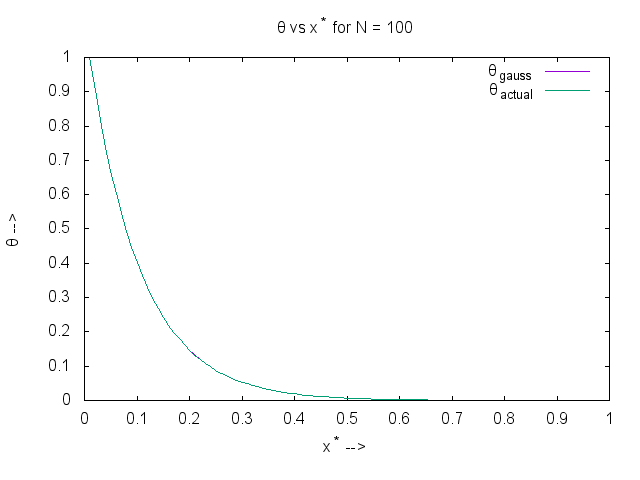 θ vs x* for N = 100
θgauss
θactual
1
0.9
0.8
0.7
0.6
0.5
0.4
0.3
0.2
0.1
0
θ -->
0 0.1 0.2 0.3 0.4 0.5 0.6 0.7 0.8 0.9 1
x* -->